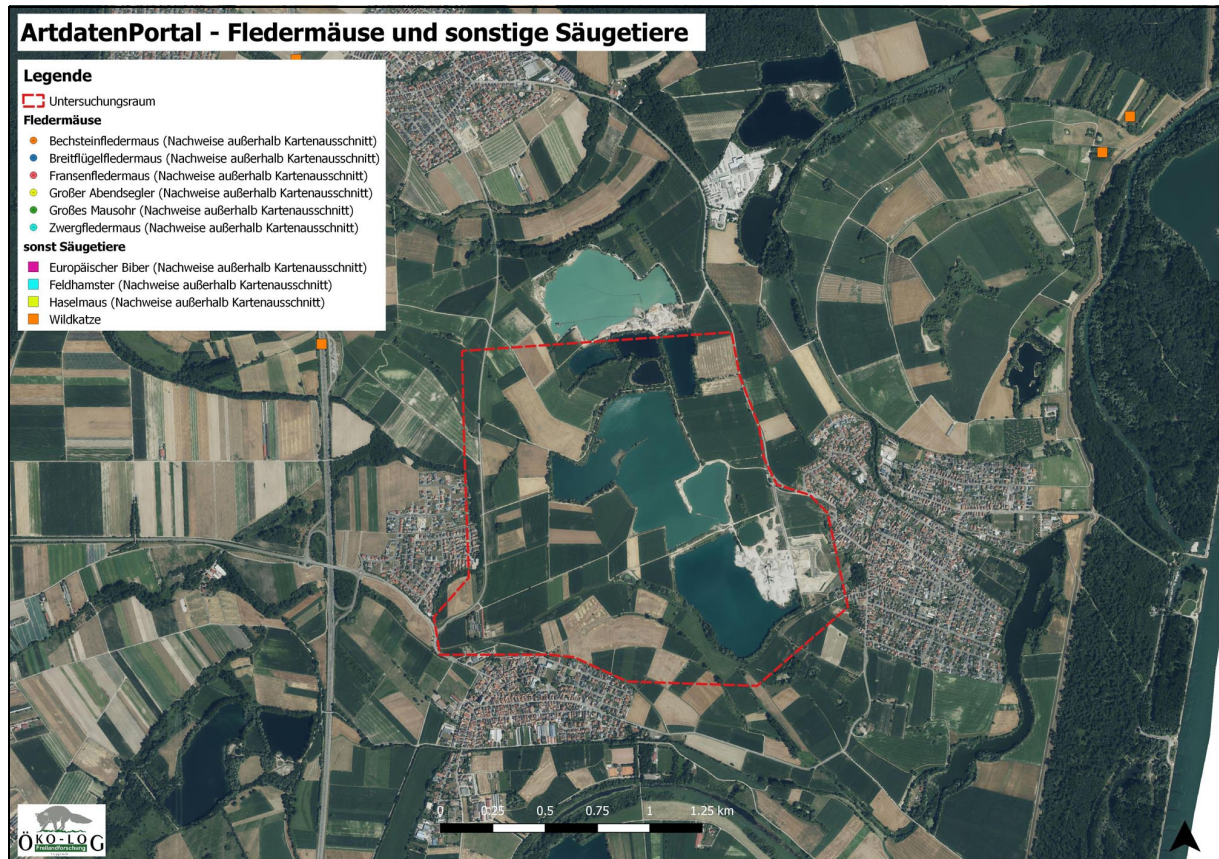 ArtdatenPortal - Fledermäuse und sonstige Säugetiere
Legende
Untersuchungsraum
Fledermäuse
Bechsteinfledermaus (Nachweise außerhalb Kartenausschnitt)
Breitflügelfledermaus (Nachweise außerhalb Kartenausschnitt)
Fransenfledermaus (Nachweise außerhalb Kartenausschnitt)
Großer Abendsegler (Nachweise außerhalb Kartenausschnitt)
Großes Mausohr (Nachweise außerhalb Kartenausschnitt)
Zwergfledermaus (Nachweise außerhalb Kartenausschnitt)
sonst Säugetiere
Europäischer Biber (Nachweise außerhalb Kartenausschnitt)
Feldhamster (Nachweise außerhalb Kartenausschnitt)
Haselmaus (Nachweise außerhalb Kartenausschnitt)
Wildkatze
0 0.25 0.5 0.75 1 1.25 km
ÖKO-LOG
Freilandforschung